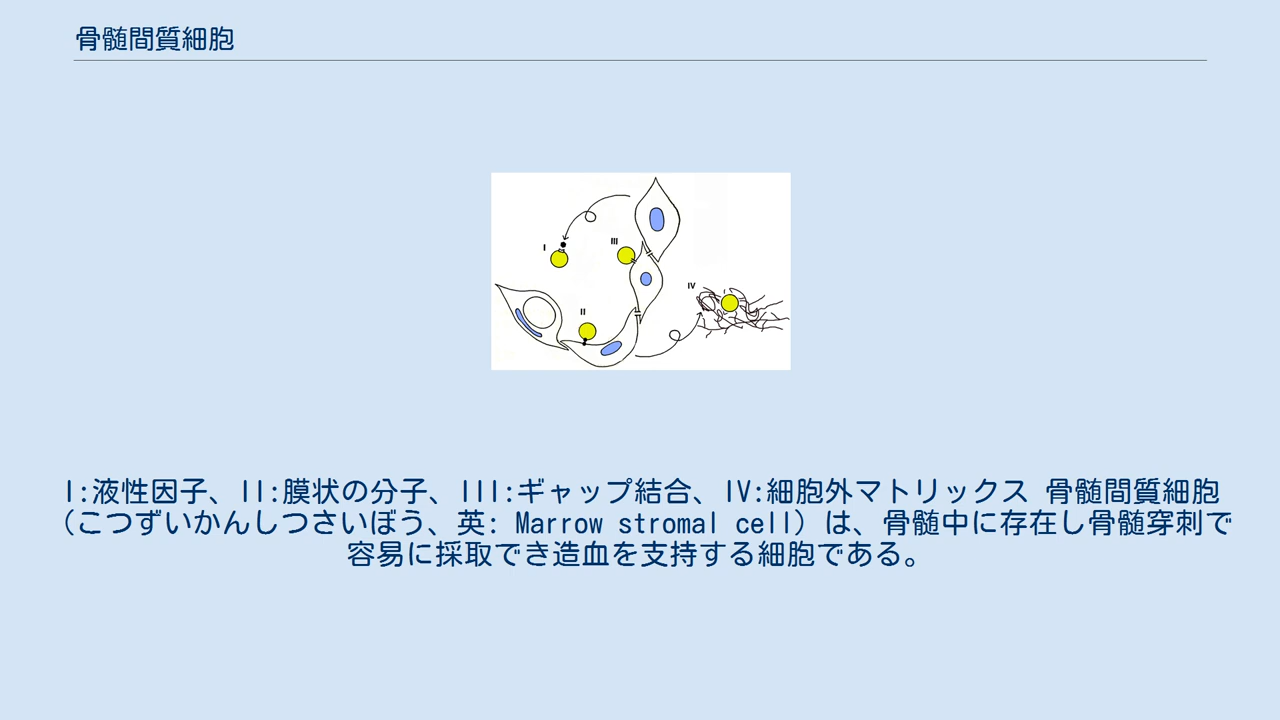 骨髄間質細胞
I
III
IV
II
I:液性因子、II:膜状の分子、III:ギャップ結合、IV:細胞外マトリックス 骨髄間質細胞
(こつずいかんしつさいぼう、英: Marrow stromal cell) は、骨髄中に存在し骨髄穿刺で
容易に採取でき造血を支持する細胞である。